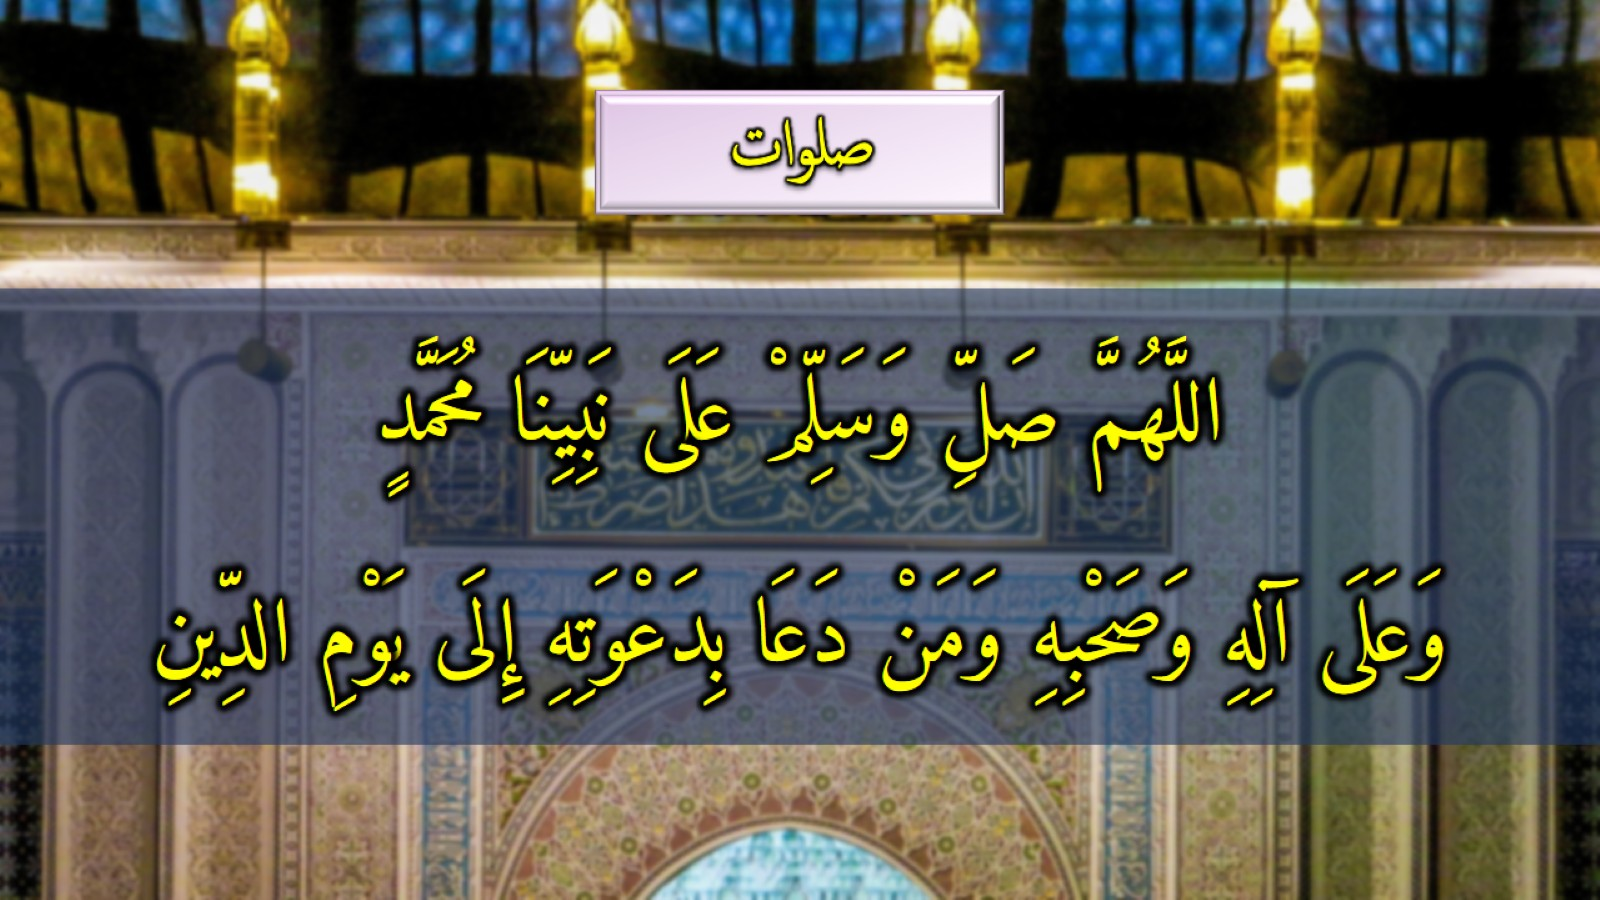 صلوات
اللَّهُمَّ صَلِّ وَسَلِّمْ عَلَى نَبِيِّنَا مُحَمَّدٍ
وَعَلَى آلِهِ وَصَحْبِهِ وَمَنْ دَعَا بِدَعْوَتِهِ إِلَى يَوْمِ الدِّينِ